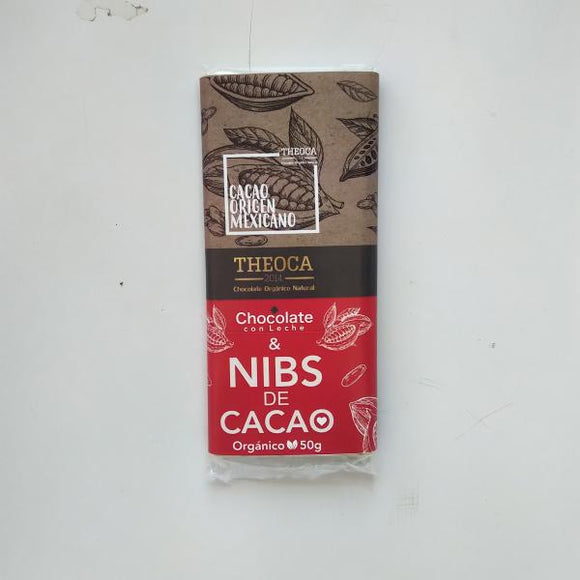 THEOCA
CACAO
ORIGEN
MEXICANO
THEOCA
2014
Chocolate Orgánico Natural
Chocolate
con Leche
&
NIBS
DE
CACAO
Orgánico 50g